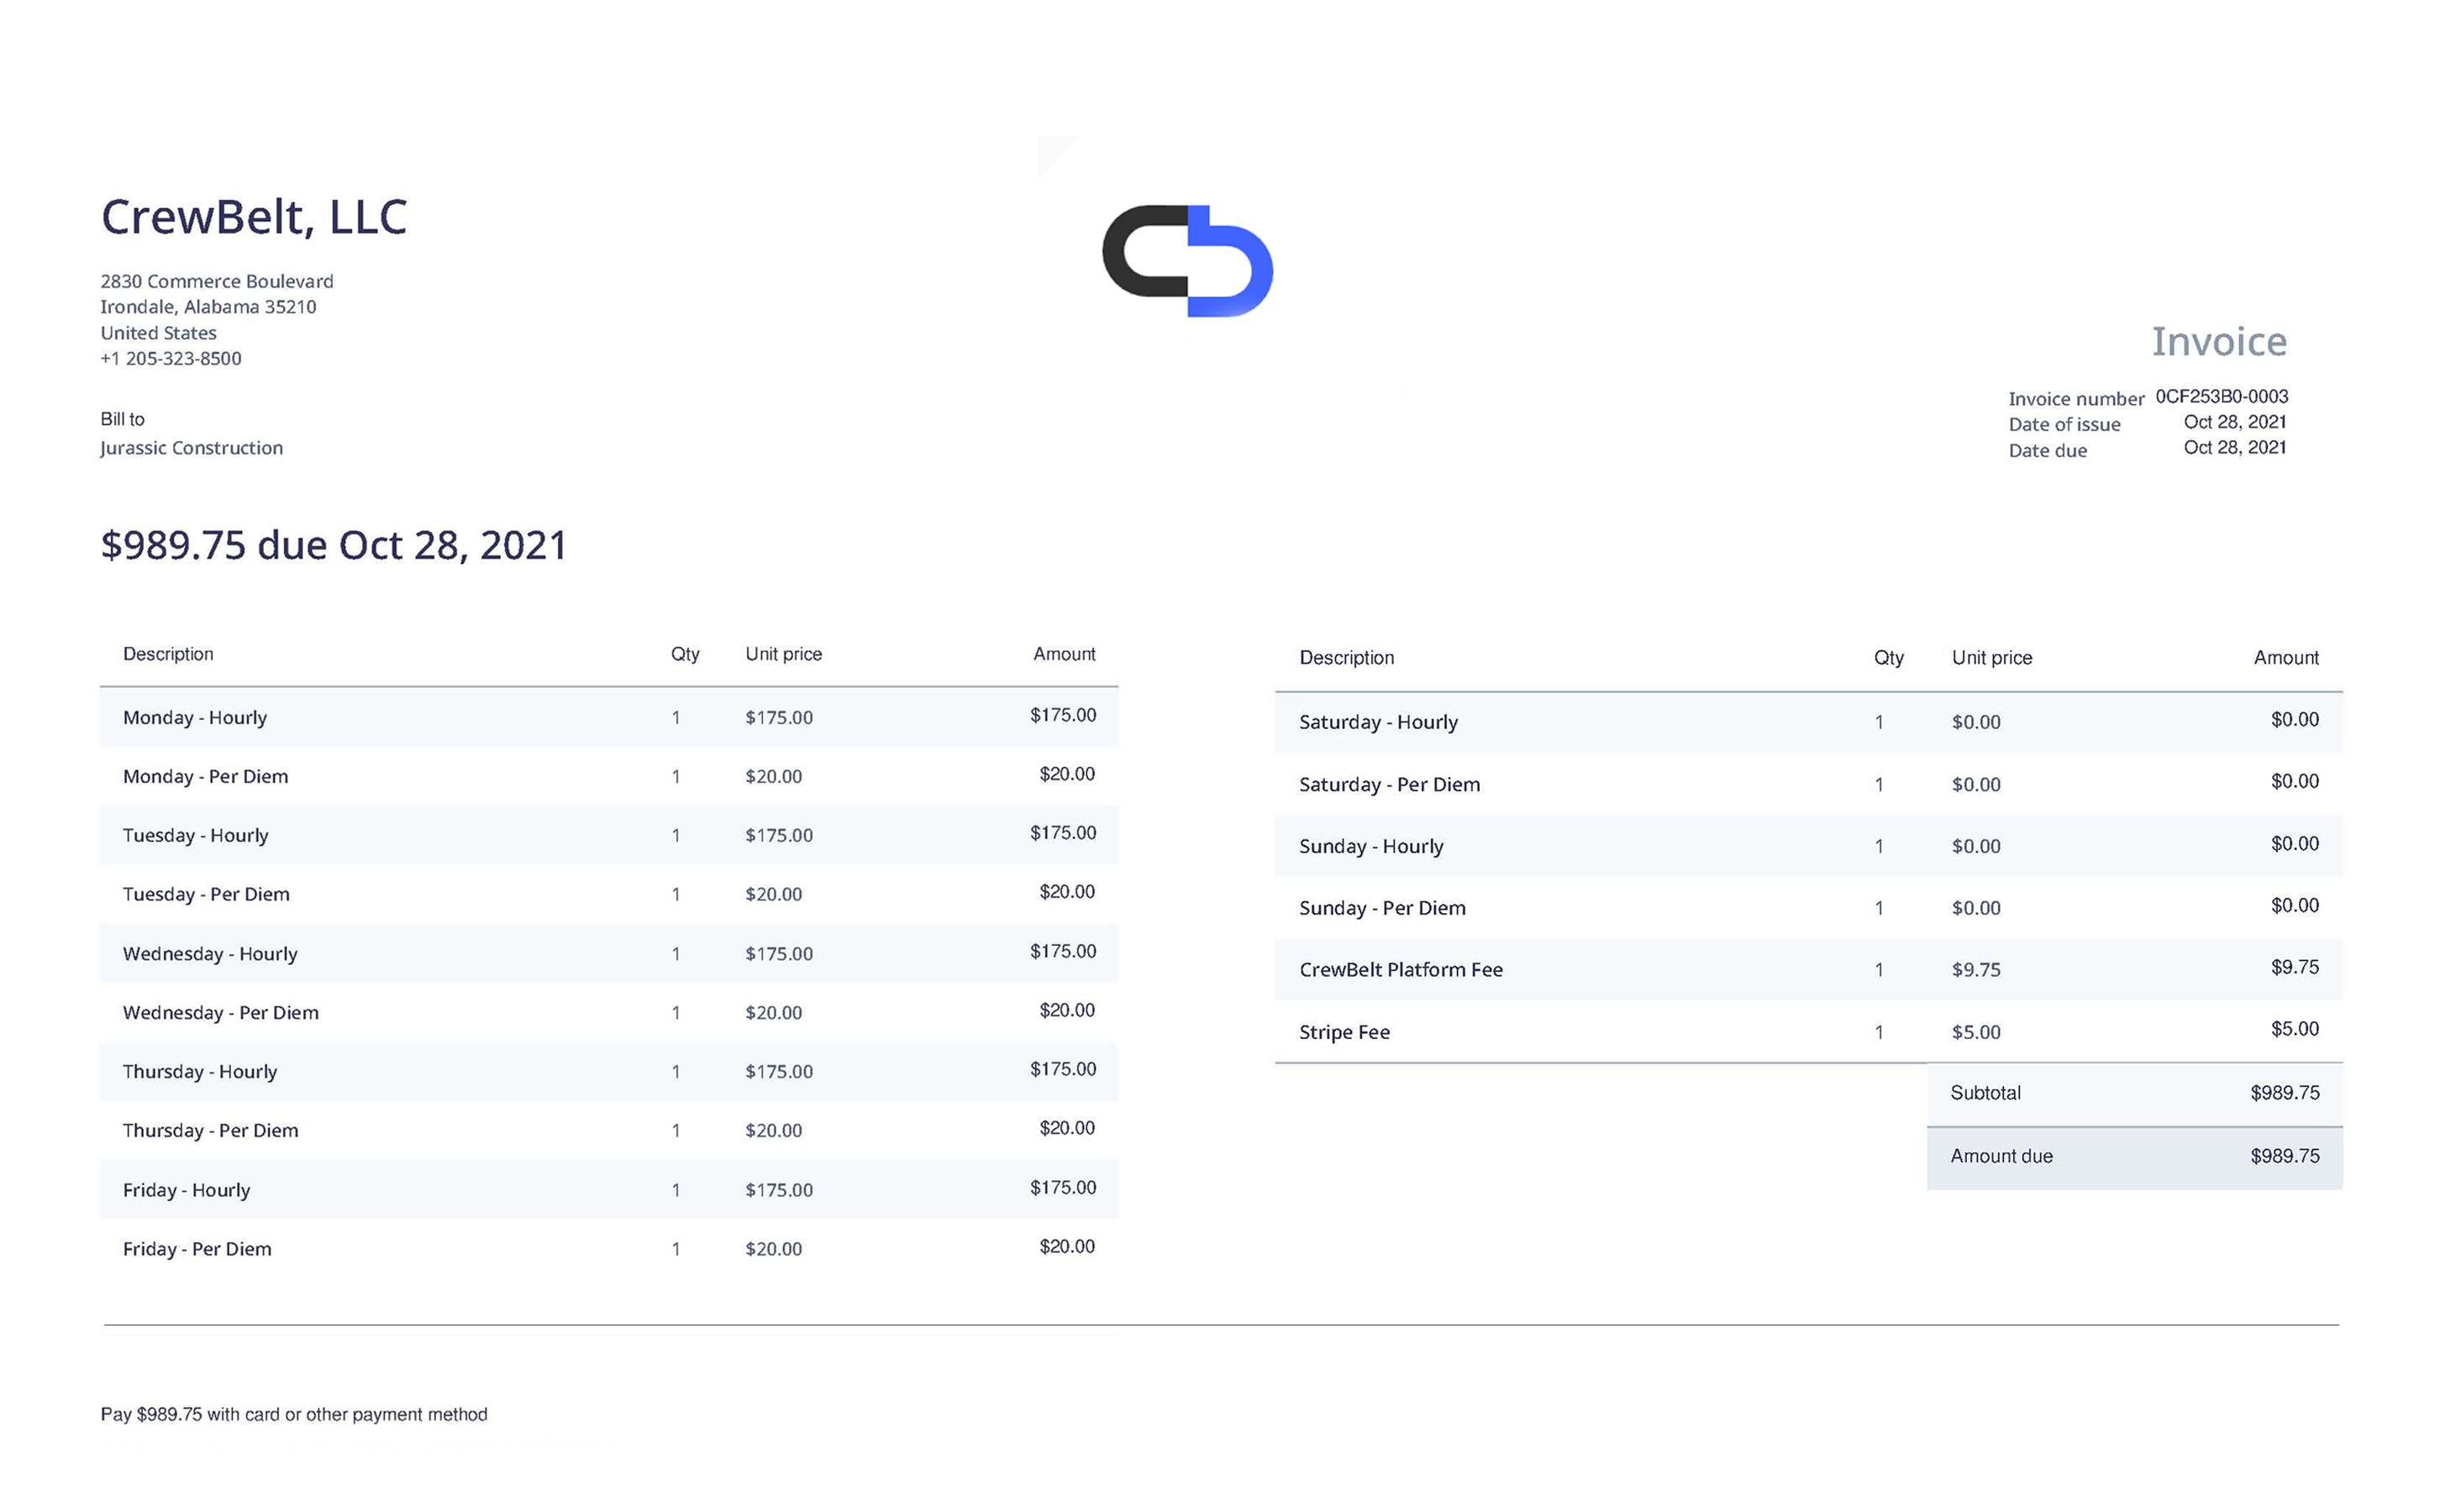 CrewBelt, LLC
2830 Commerce Boulevard
Irondale, Alabama 35210
United States
+1 205-323-8500
Bill to
Jurassic Construction
Invoice
Invoice number 0CF253B0-0003
Date of issue Oct 28, 2021
Date due Oct 28, 2021
$989.75 due Oct 28, 2021
Description Qty Unit price Amount
Monday - Hourly 1 $175.00 $175.00
Monday - Per Diem 1 $20.00 $20.00
Tuesday - Hourly 1 $175.00 $175.00
Tuesday - Per Diem 1 $20.00 $20.00
Wednesday - Hourly 1 $175.00 $175.00
Wednesday - Per Diem 1 $20.00 $20.00
Thursday - Hourly 1 $175.00 $175.00
Thursday - Per Diem 1 $20.00 $20.00
Friday - Hourly 1 $175.00 $175.00
Friday - Per Diem 1 $20.00 $20.00
Description Qty Unit price Amount
Saturday - Hourly 1 $0.00 $0.00
Saturday - Per Diem 1 $0.00 $0.00
Sunday - Hourly 1 $0.00 $0.00
Sunday - Per Diem 1 $0.00 $0.00
CrewBelt Platform Fee 1 $9.75 $9.75
Stripe Fee 1 $5.00 $5.00
Subtotal $989.75
Amount due $989.75
Pay $989.75 with card or other payment method